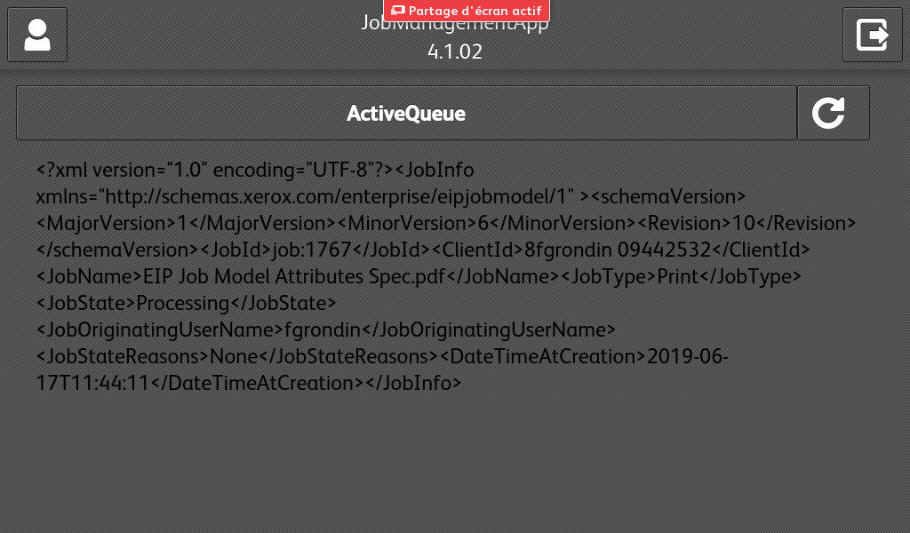 Partage d'écran actif
JobManagementApp
4.1.02
ActiveQueue
<?xml version="1.0" encoding="UTF-8"?><JobInfo
xmlns="http://schemas.xerox.com/enterprise/eipjobmodel/1" ><schemaVersion>
<MajorVersion>1</MajorVersion><MinorVersion>6</MinorVersion><Revision>10</Revision>
</schemaVersion><JobId>job:1767</JobId><ClientId>8fgrondin 09442532</ClientId>
<JobName>EIP Job Model Attributes Spec.pdf</JobName><JobType>Print</JobType>
<JobState>Processing</JobState>
<JobOriginatingUserName>fgrondin</JobOriginatingUserName>
<JobStateReasons>None</JobStateReasons><DateTimeAtCreation>2019-06-
17T11:44:11</DateTimeAtCreation></JobInfo>